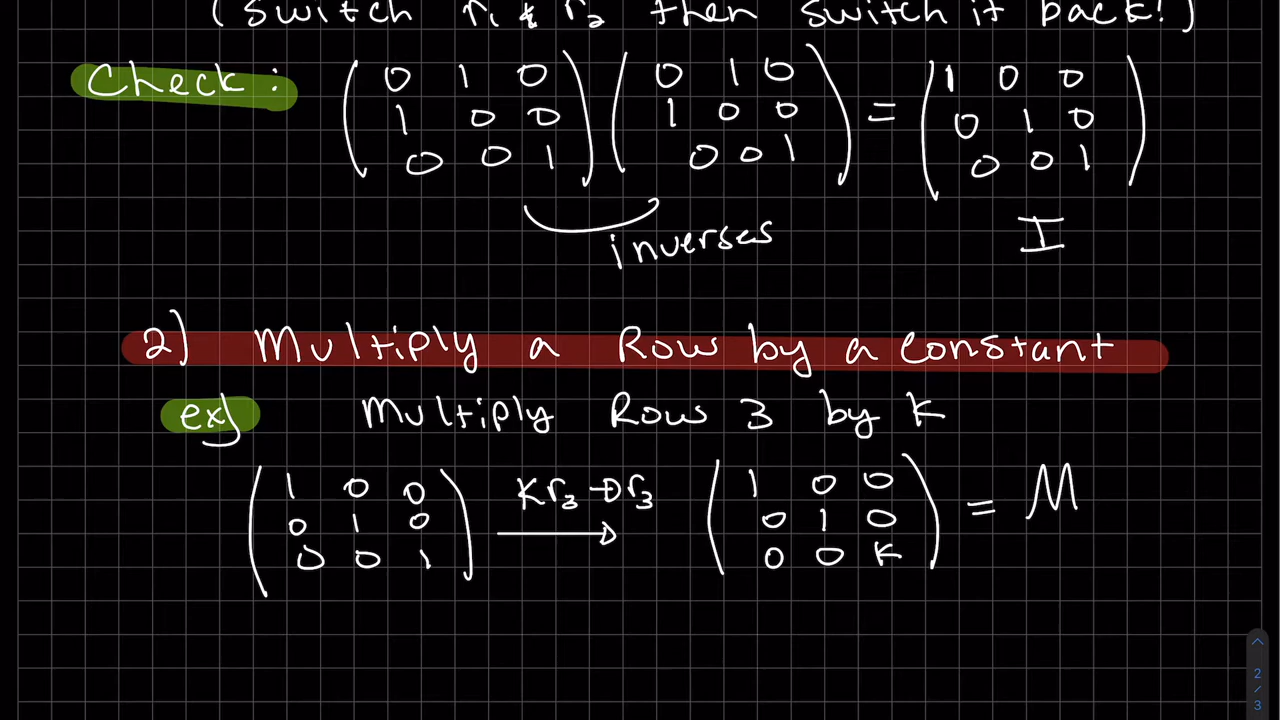 (switch r₁ & r₂ then switch it back!)
Check: (0 1 0) (0 1 0) = (1 0 0)
(1 0 0) (1 0 0) (0 1 0)
(0 0 1) (0 0 1) (0 0 1)
inverses I
2) Multiply a Row by a constant
ex) Multiply Row 3 by K
(1 0 0) Kr₃→r₃ (1 0 0) = M
(0 1 0) (0 1 0)
(0 0 1) (0 0 K)
2
/
3